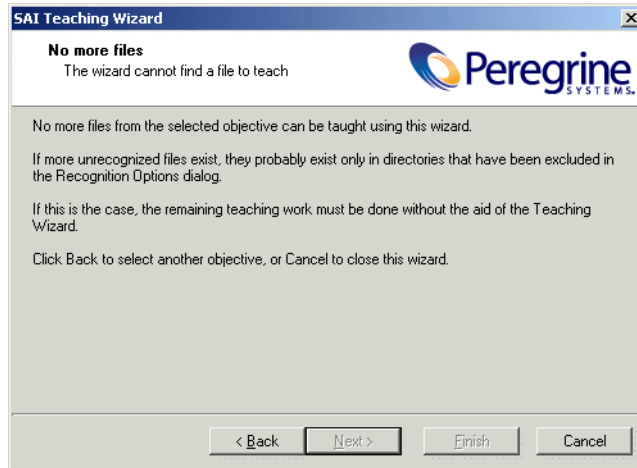 SAI Teaching Wizard
No more files
The wizard cannot find a file to teach
Peregrine
SYSTEMS.
No more files from the selected objective can be taught using this wizard.
If more unrecognized files exist, they probably exist only in directories that have been excluded in
the Recognition Options dialog.
If this is the case, the remaining teaching work must be done without the aid of the Teaching
Wizard.
Click Back to select another objective, or Cancel to close this wizard.
< Back Next > Finish Cancel